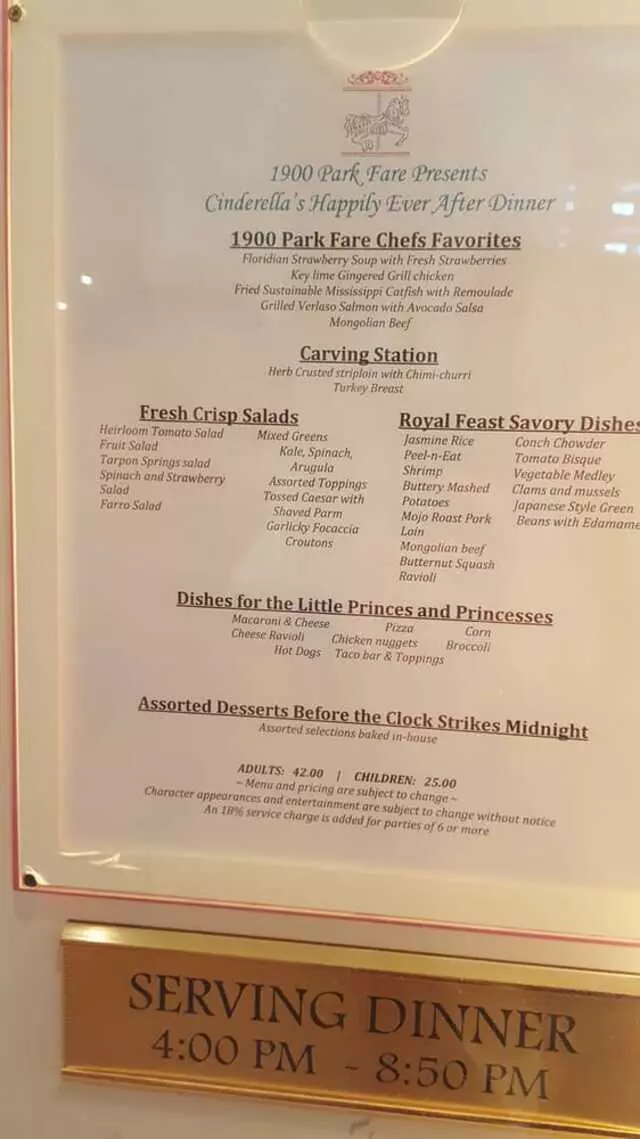 1900 Park Fare Presents
Cinderella's Happily Ever After Dinner
1900 Park Fare Chefs Favorites
Floridian Strawberry Soup with Fresh Strawberries
Key lime Gingered Grill chicken
Fried Sustainable Mississippi Catfish with Remoulade
Grilled Verlaso Salmon with Avocado Salsa
Mongolian Beef
Carving Station
Herb Crusted striploin with Chimi-churri
Turkey Breast
Fresh Crisp Salads
Heirloom Tomato Salad
Fruit Salad
Tarpon Springs salad
Spinach and Strawberry
Salad
Farro Salad
Mixed Greens
Kale, Spinach,
Arugula
Assorted Toppings
Tossed Caesar with
Shaved Parm
Garlicky Focaccia
Croutons
Royal Feast Savory Dishes
Jasmine Rice
Peel-n-Eat
Shrimp
Buttery Mashed
Potatoes
Mojo Roast Pork
Loin
Mongolian beef
Butternut Squash
Ravioli
Conch Chowder
Tomato Bisque
Vegetable Medley
Clams and mussels
Japanese Style Green
Beans with Edamame
Dishes for the Little Princes and Princesses
Macaroni & Cheese Pizza Corn
Cheese Ravioli Chicken nuggets Broccoli
Hot Dogs Taco bar & Toppings
Assorted Desserts Before the Clock Strikes Midnight
Assorted selections baked in-house
ADULTS: 42.00 | CHILDREN: 25.00
~ Menu and pricing are subject to change ~
Character appearances and entertainment are subject to change without notice
An 18% service charge is added for parties of 6 or more
SERVING DINNER
4:00 PM - 8:50 PM